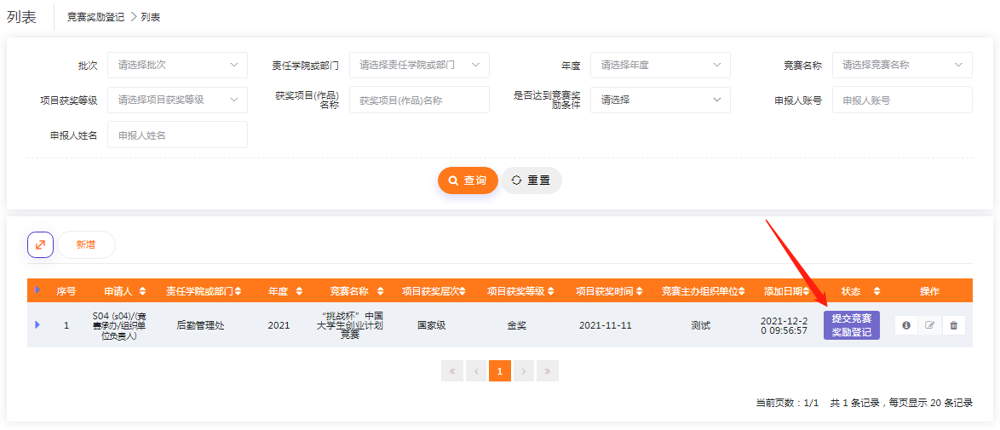 列表 竞赛奖励登记 > 列表
批次 请选择批次 责任学院或部门 请选择责任学院或部门 年度 请选择年度 竞赛名称 请选择竞赛名称
项目获奖等级 请选择项目获奖等级 获奖项目(作品)
名称 获奖项目(作品)名称 是否达到竞赛奖
励条件 请选择 申报人账号 申报人账号
申报人姓名 申报人姓名
查询 重置
新增
序号 申请人 责任学院或部门 年度 竞赛名称 项目获奖层次 项目获奖等级 项目获奖时间 竞赛主办组织单位 添加日期 状态 操作
1 S04 (s04)/(竞
赛承办/组织单
位负责人) 后勤管理处 2021 “挑战杯”中国
大学生创业计划
竞赛 国家级 金奖 2021-11-11 测试 2021-12-2
0 09:56:57 提交竞赛
奖励登记
« ‹ 1 › »
当前页数：1/1 共 1 条记录，每页显示 20 条记录